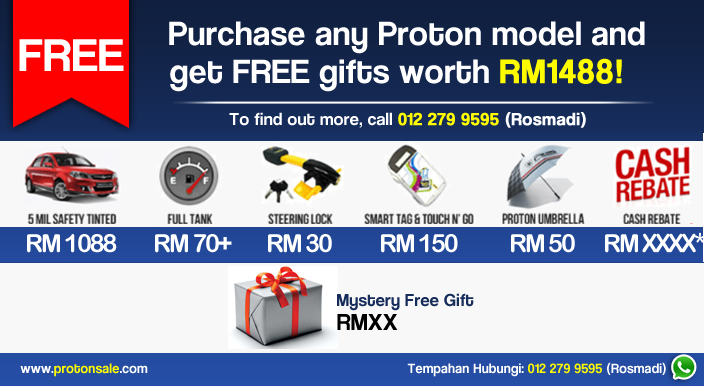 FREE
Purchase any Proton model and
get FREE gifts worth RM1488!
To find out more, call 012 279 9595 (Rosmadi)
E F
CASH
REBATE
5 MIL SAFETY TINTED FULL TANK STEERING LOCK SMART TAG & TOUCH N' GO PROTON UMBRELLA CASH REBATE
RM 1088 RM 70+ RM 30 RM 150 RM 50 RM XXXX*
Mystery Free Gift
RMXX
www.protonsale.com Tempahan Hubungi: 012 279 9595 (Rosmadi)